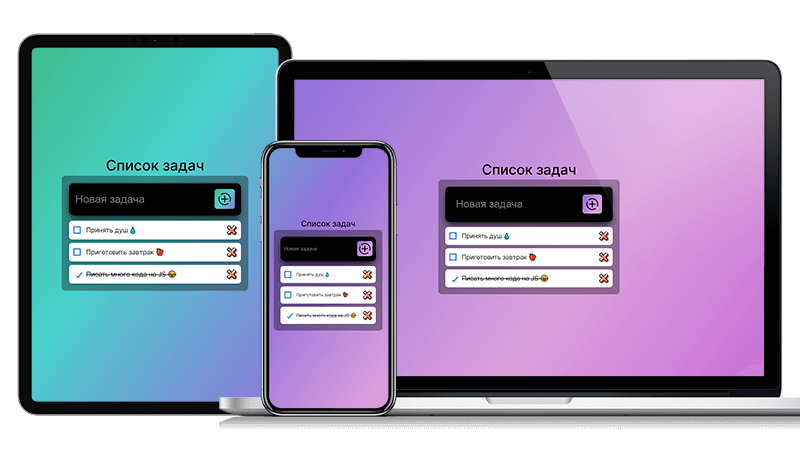 Список задач
Новая задача
Принять душ 💧
Приготовить завтрак 🍎
Писать много кода на JS 😂
Список задач
Новая задача
Принять душ 💧
Приготовить завтрак 🍎
Писать много кода на JS 😂
Список задач
Новая задача
Принять душ 💧
Приготовить завтрак 🍎
Писать много кода на JS 😂